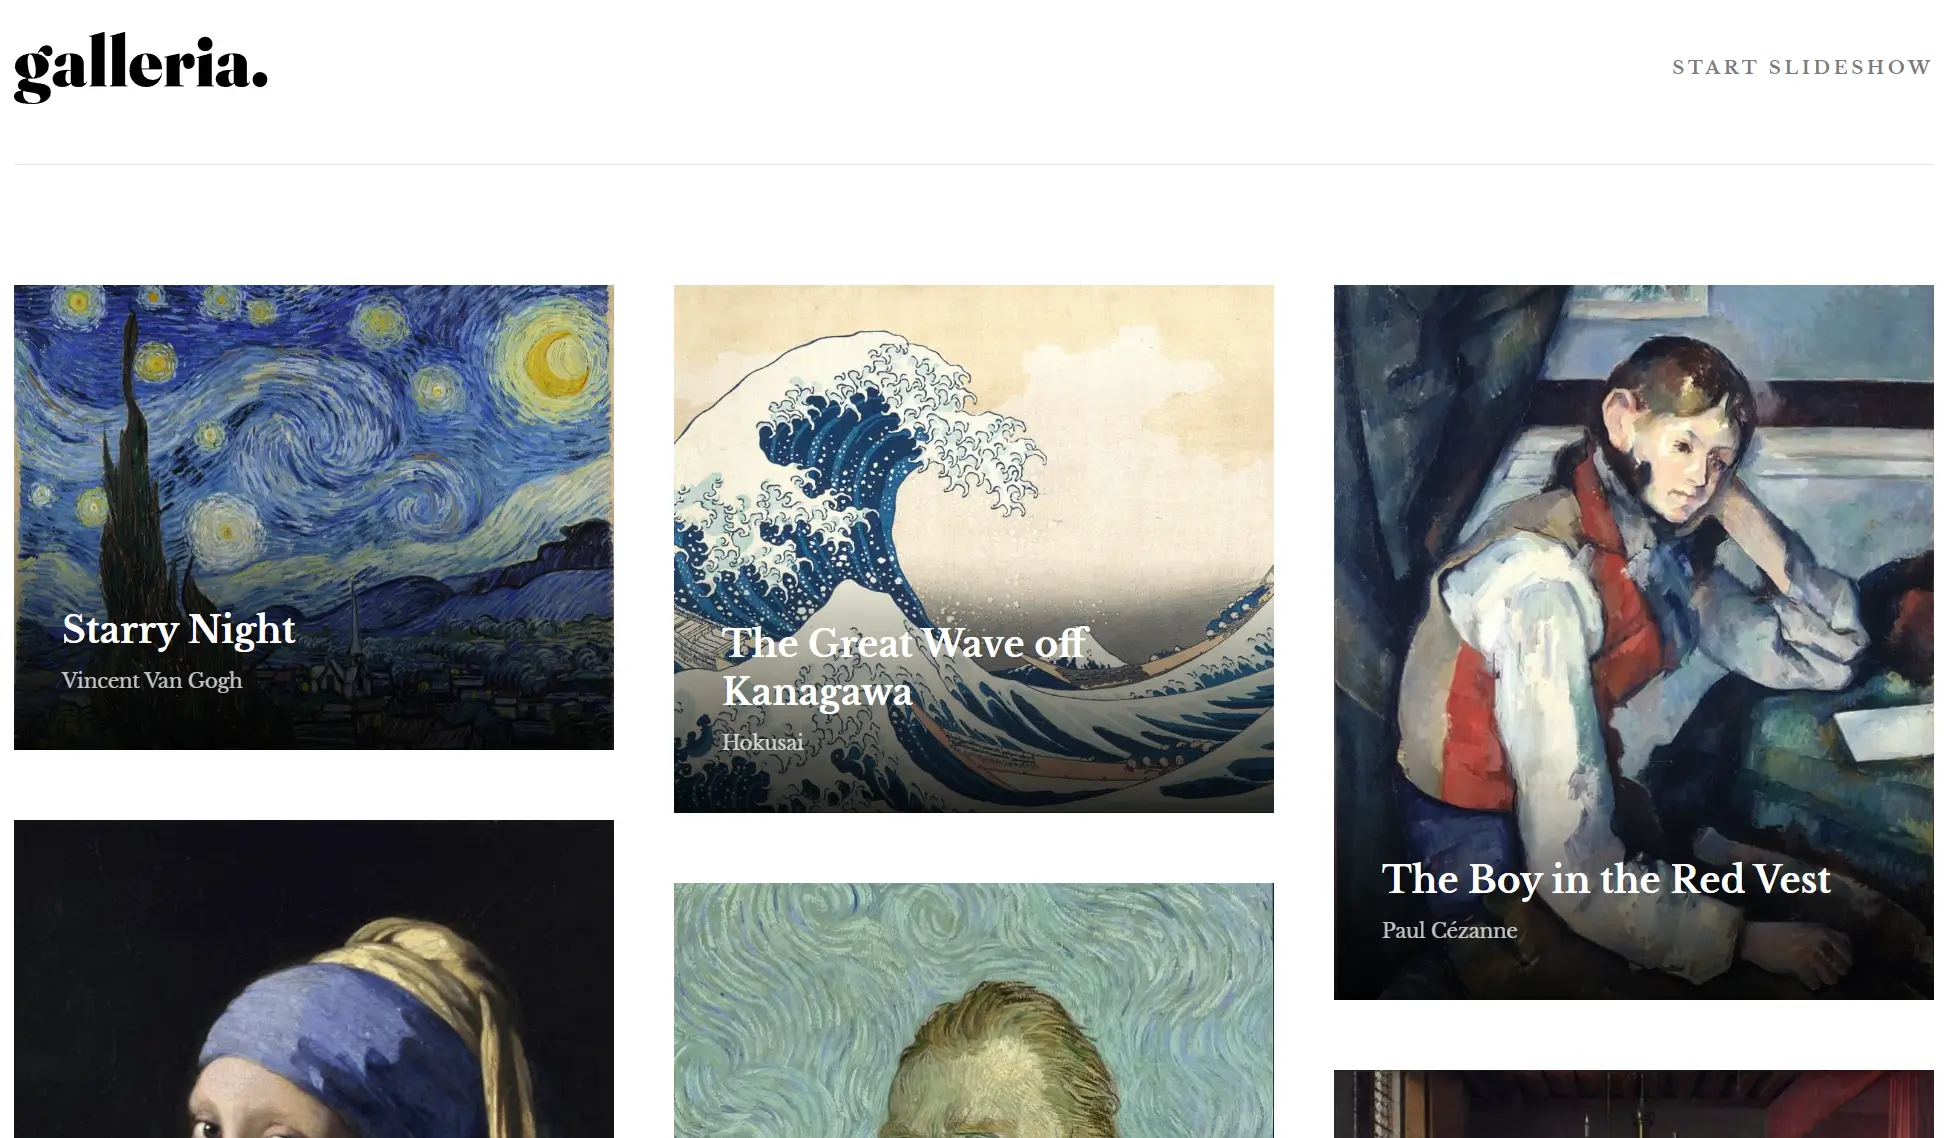 galleria.
START SLIDESHOW
Starry Night
Vincent Van Gogh
The Great Wave off
Kanagawa
Hokusai
The Boy in the Red Vest
Paul Cézanne